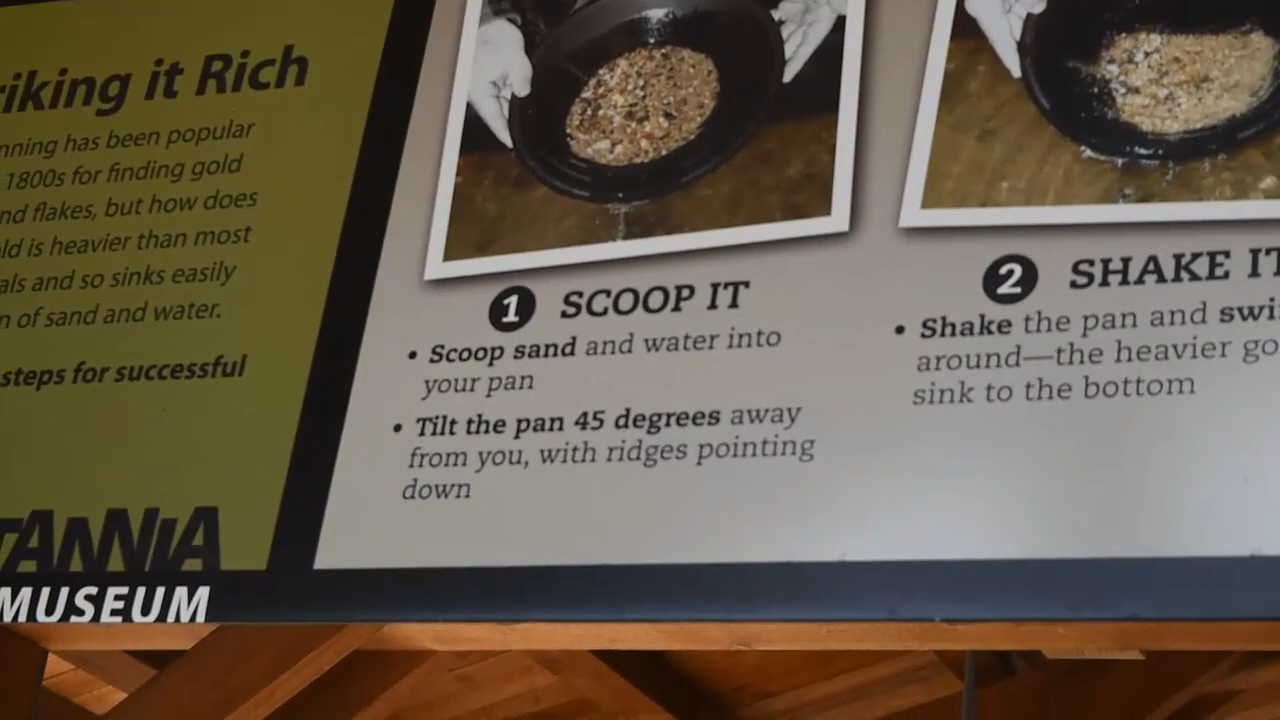 iking it Rich
nning has been popular
1800s for finding gold
nd flakes, but how does
ld is heavier than most
als and so sinks easily
n of sand and water.
steps for successful
TANNIA
MUSEUM
1 SCOOP IT
• Scoop sand and water into
your pan
• Tilt the pan 45 degrees away
from you, with ridges pointing
down
2 SHAKE IT
• Shake the pan and swi
around—the heavier go
sink to the bottom